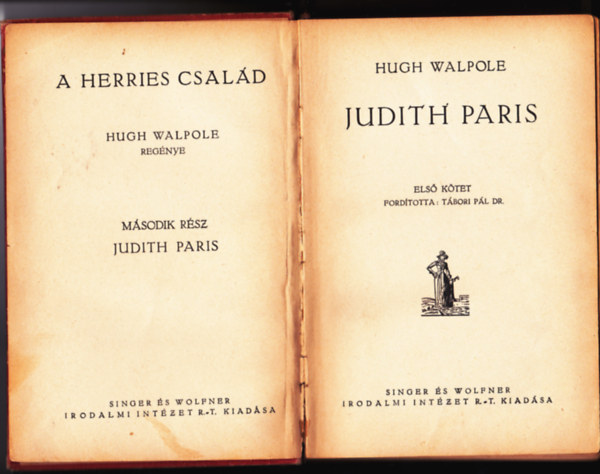 A HERRIES CSALÁD
HUGH WALPOLE
REGÉNYE
MÁSODIK RÉSZ
JUDITH PARIS
SINGER ÉS WOLFNER
IRODALMI INTÉZET R.-T. KIADÁSA
HUGH WALPOLE
JUDITH PARIS
ELSŐ KÖTET
FORDÍTOTTA: TÁBORI PÁL DR.
SINGER ÉS WOLFNER
IRODALMI INTÉZET R.-T. KIADÁSA